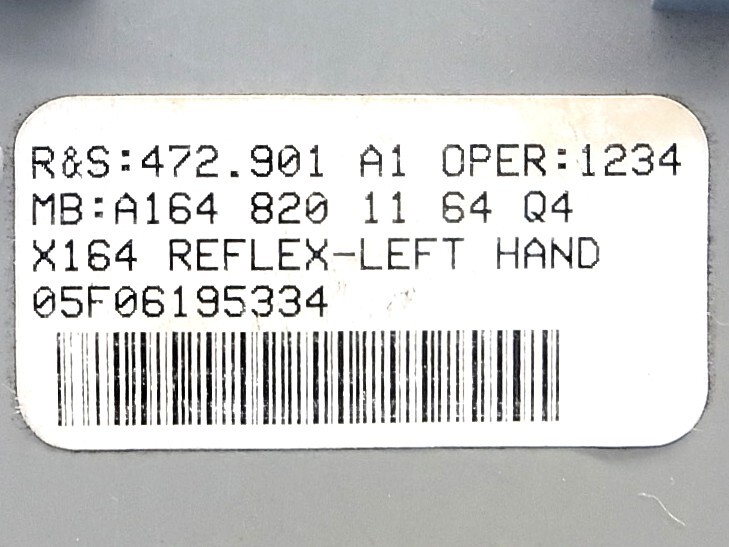 R&S:472.901 A1 OPER:1234
MB:A164 820 11 64 Q4
X164 REFLEX-LEFT HAND
05F06195334